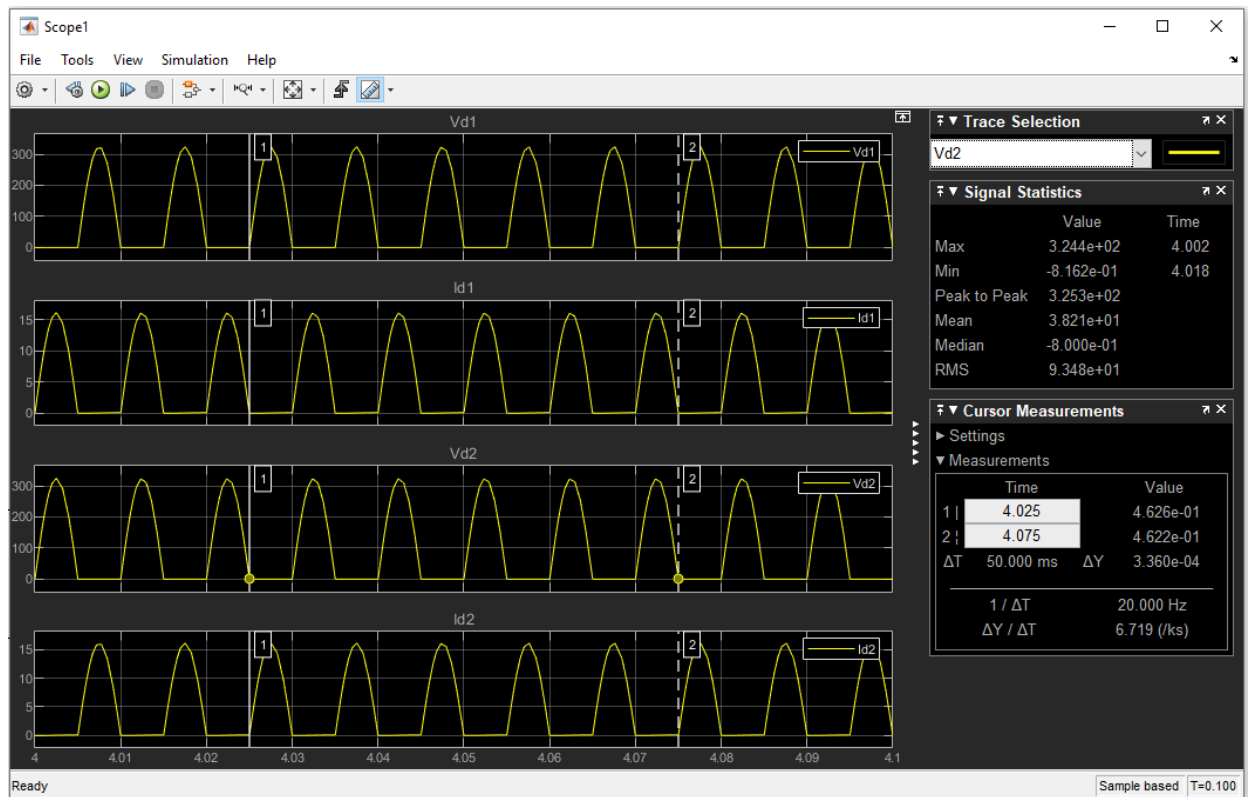 Scope1
File Tools View Simulation Help
Vd1
300
200
100
0
1
2
Vd1
Id1
15
10
5
0
1
2
Id1
Vd2
300
200
100
0
1
2
Vd2
Id2
15
10
5
0
1
2
Id2
4 4.01 4.02 4.03 4.04 4.05 4.06 4.07 4.08 4.09 4.1
Trace Selection
Vd2
Signal Statistics
Value Time
Max 3.244e+02 4.002
Min -8.162e-01 4.018
Peak to Peak 3.253e+02
Mean 3.821e+01
Median -8.000e-01
RMS 9.348e+01
Cursor Measurements
Settings
Measurements
Time Value
1 | 4.025 4.626e-01
2 ¦ 4.075 4.622e-01
ΔT 50.000 ms ΔY 3.360e-04
1 / ΔT 20.000 Hz
ΔY / ΔT 6.719 (/ks)
Ready
Sample based T=0.100